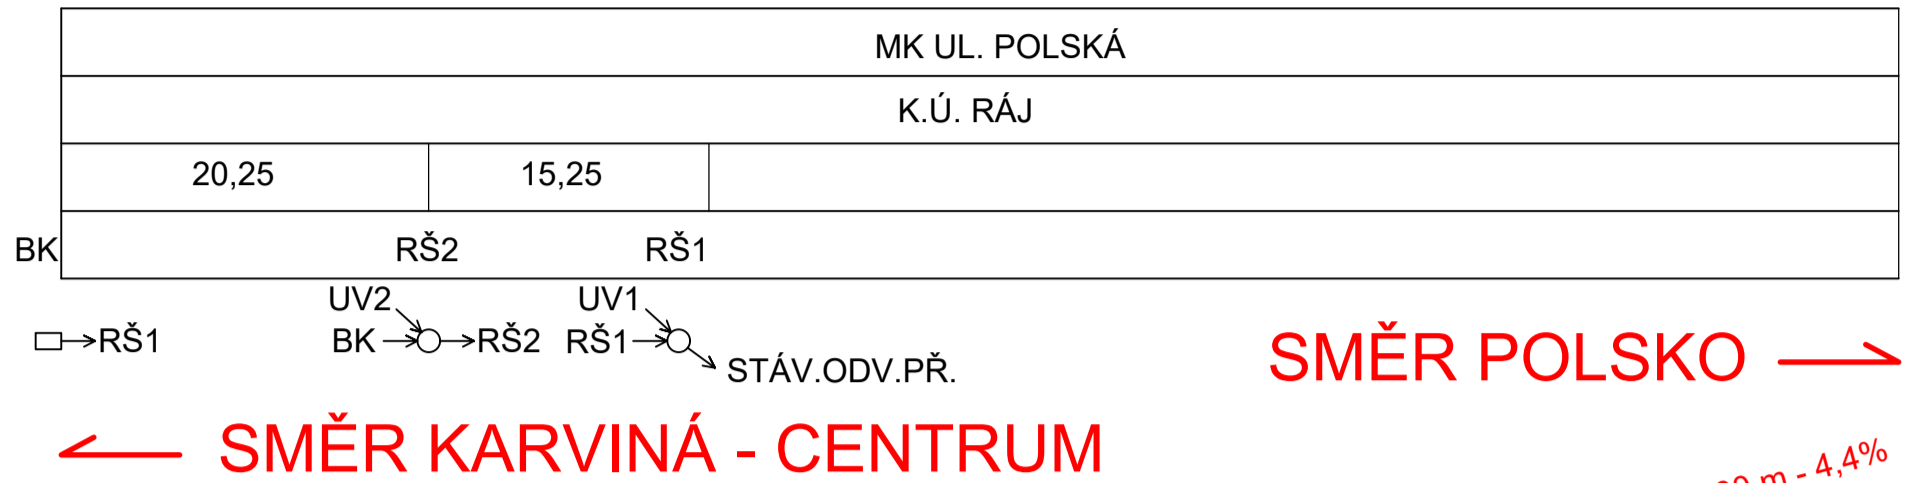 MK UL. POLSKÁ
K.Ú. RÁJ
20,25 15,25
BK RŠ2 RŠ1
UV2 UV1
RŠ1 BK RŠ2 RŠ1
STÁV.ODV.PŘ.
SMĚR POLSKO
SMĚR KARVINÁ - CENTRUM
m - 4,4%